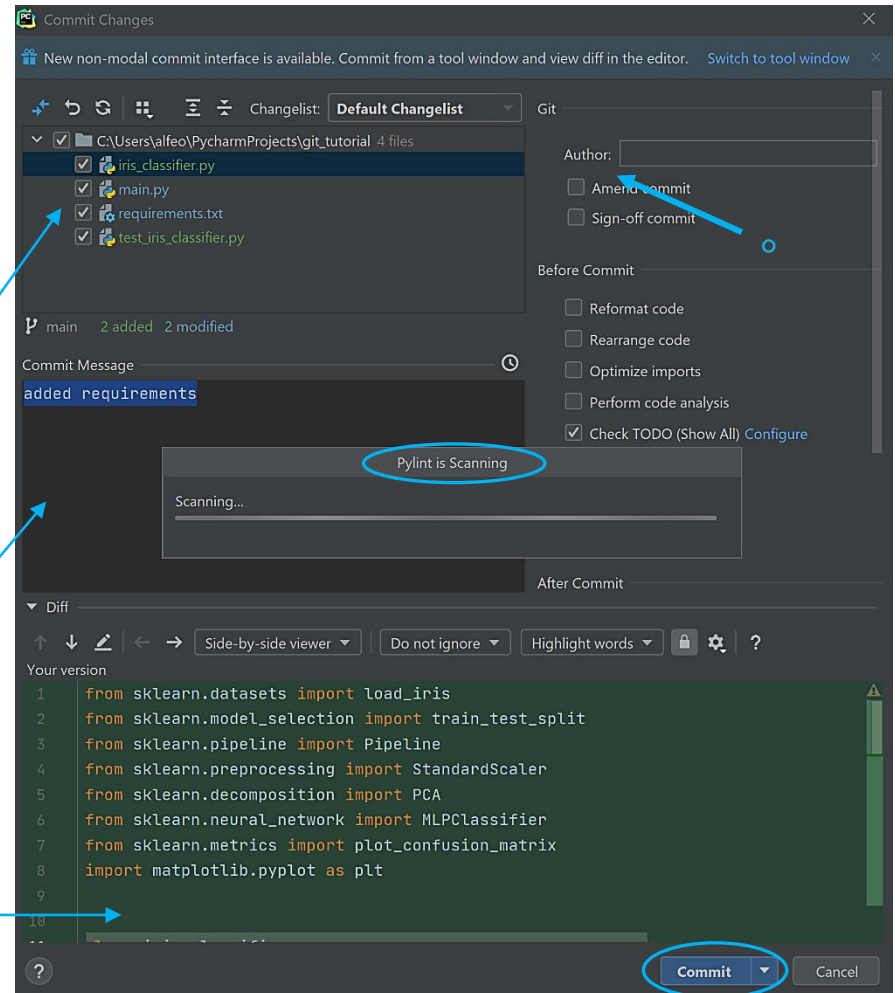 PC
Commit Changes
New non-modal commit interface is available. Commit from a tool window and view diff in the editor. Switch to tool window
Changelist: Default Changelist
C:\Users\alfeo\PycharmProjects\git_tutorial 4 files
iris_classifier.py
main.py
requirements.txt
test_iris_classifier.py
main 2 added 2 modified
Git
Author:
Amend commit
Sign-off commit
Before Commit
Reformat code
Rearrange code
Optimize imports
Perform code analysis
Check TODO (Show All) Configure
Commit Message
added requirements
Pylint is Scanning
Scanning...
After Commit
Diff
Side-by-side viewer Do not ignore Highlight words ?
Your version
1 from sklearn.datasets import load_iris
2 from sklearn.model_selection import train_test_split
3 from sklearn.pipeline import Pipeline
4 from sklearn.preprocessing import StandardScaler
5 from sklearn.decomposition import PCA
6 from sklearn.neural_network import MLPClassifier
7 from sklearn.metrics import plot_confusion_matrix
8 import matplotlib.pyplot as plt
9
10
? Commit Cancel